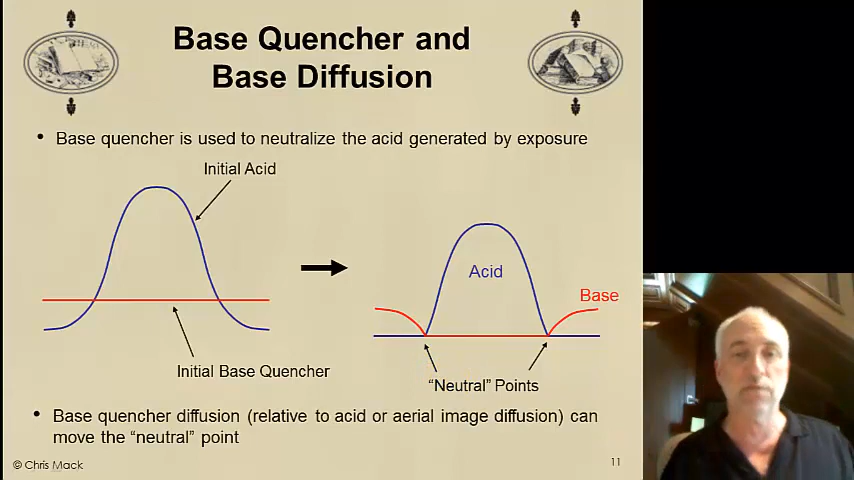 Base Quencher and
Base Diffusion
• Base quencher is used to neutralize the acid generated by exposure
Initial Acid
Acid
Base
Initial Base Quencher
“Neutral” Points
• Base quencher diffusion (relative to acid or aerial image diffusion) can
move the “neutral” point
© Chris Mack
11